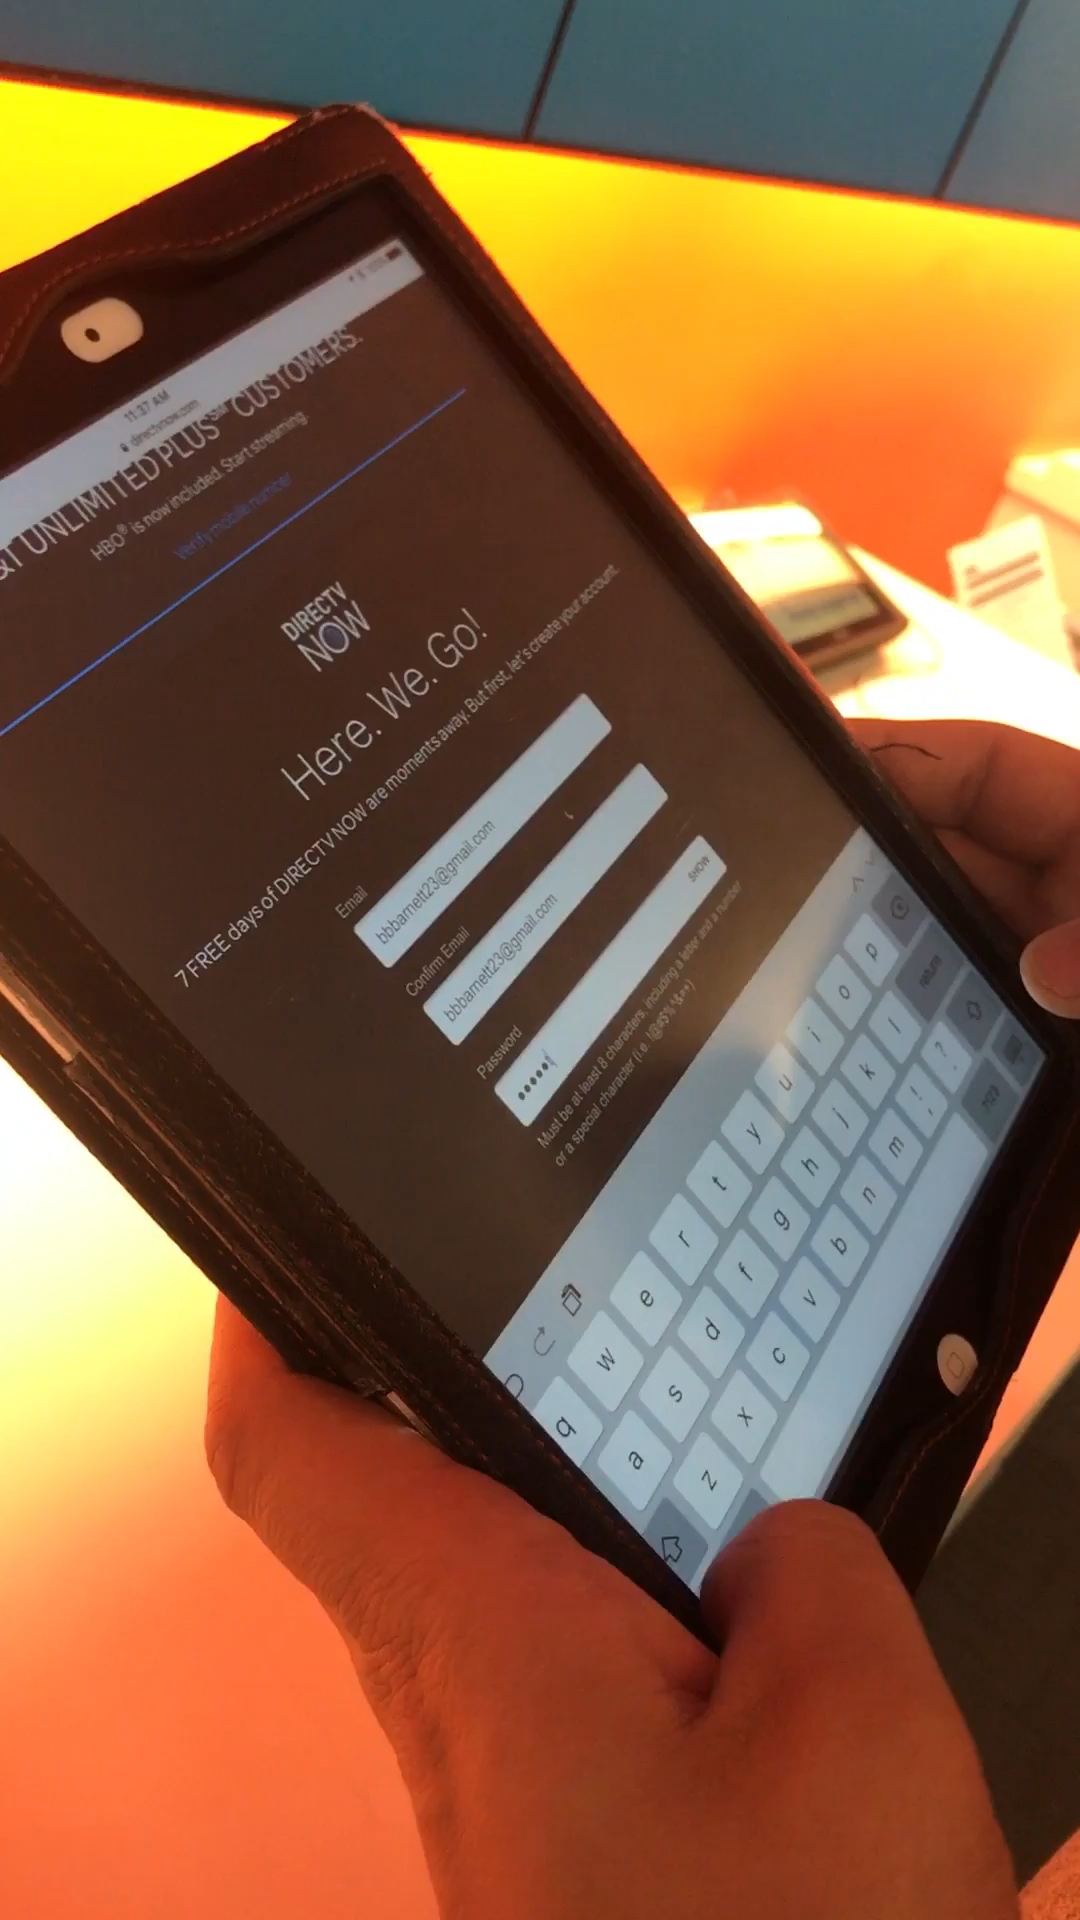 11:37 AM
directvnow.com
&T UNLIMITED PLUS℠ CUSTOMERS.
HBO® is now included. Start streaming.
Verify mobile number
DIRECTV
NOW
Here. We. Go!
7 FREE days of DIRECTV NOW are moments away. But first, let's create your account.
Email
bbbarnett23@gmail.com
Confirm Email
bbbarnett23@gmail.com
Password
SHOW
Must be at least 8 characters, including a letter and a number
or a special character (i.e. !@#$%^&*+)
q w e r t y u i o p
a s d f g h j k l return
z x c v b n m ! ?
.?123